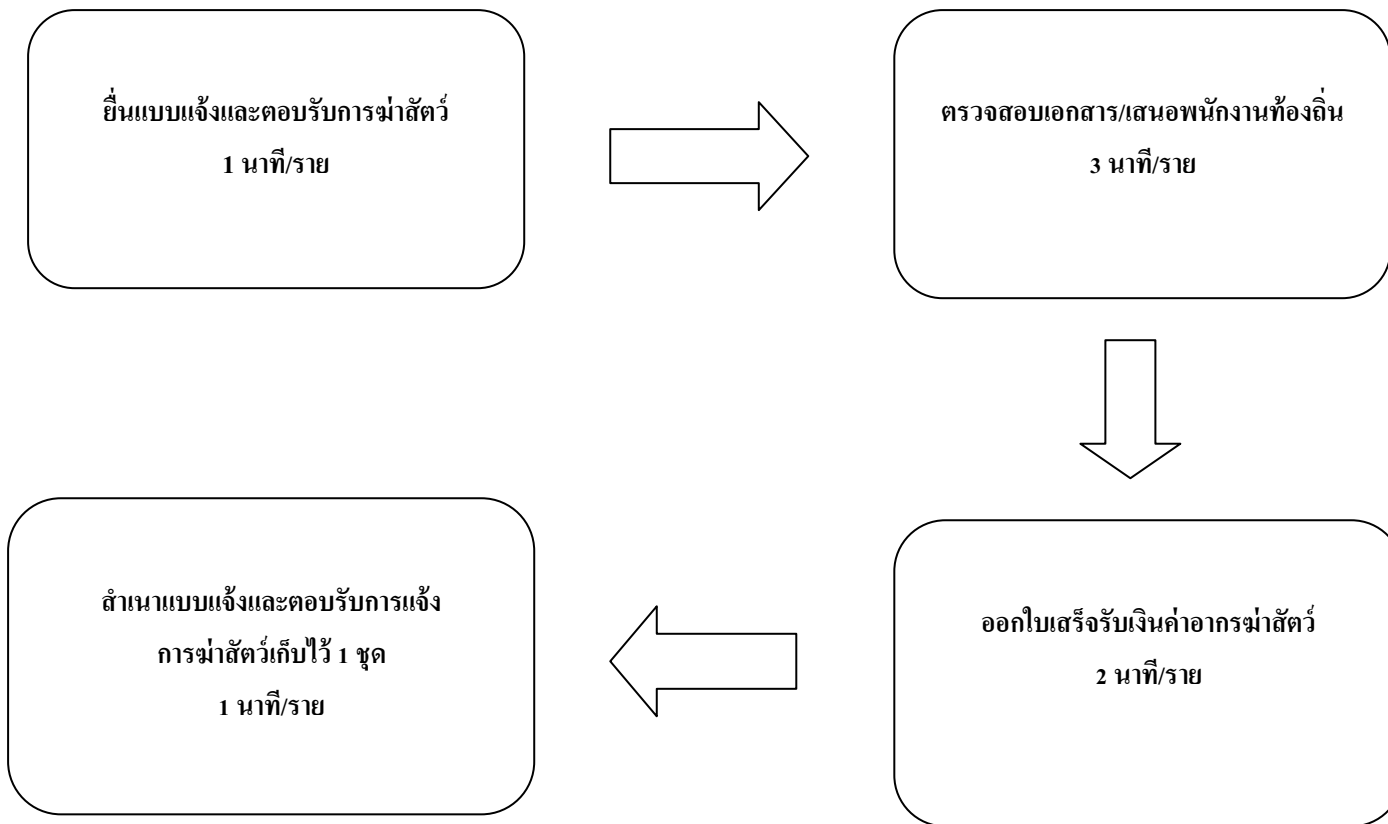 ยื่นแบบแจ้งและตอบรับการฆ่าสัตว์
1 นาที/ราย
ตรวจสอบเอกสาร/เสนอพนักงานท้องถิ่น
3 นาที/ราย
ออกใบเสร็จรับเงินค่าอากรฆ่าสัตว์
2 นาที/ราย
สำเนาแบบแจ้งและตอบรับการแจ้ง
การฆ่าสัตว์เก็บไว้ 1 ชุด
1 นาที/ราย